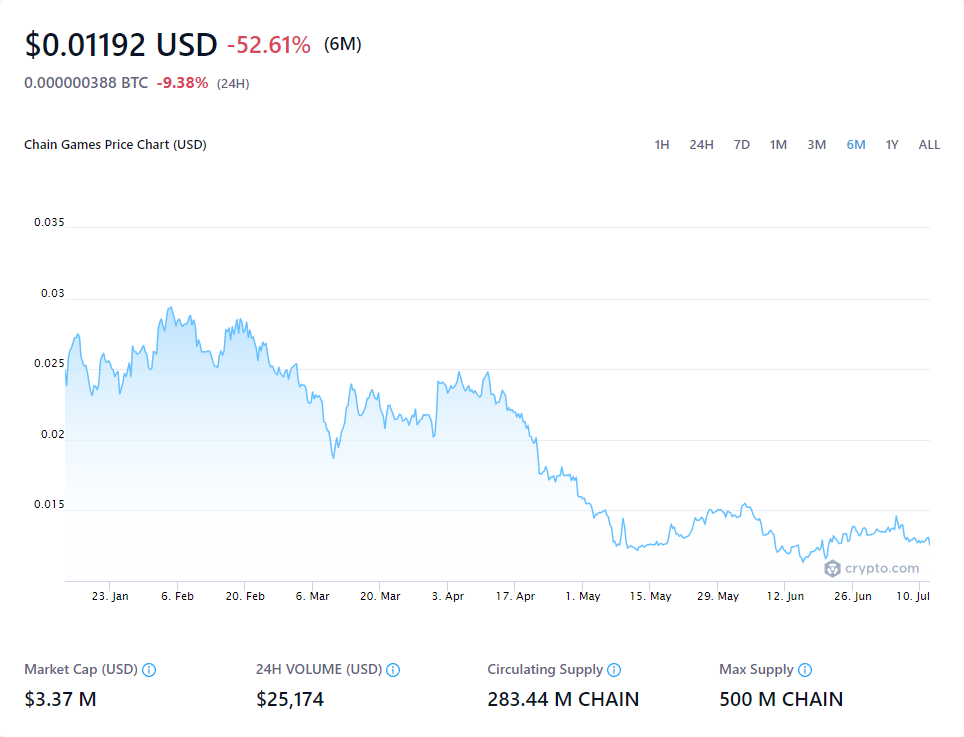 $0.01192 USD -52.61% (6M)
0.000000388 BTC -9.38% (24H)
Chain Games Price Chart (USD) 1H 24H 7D 1M 3M 6M 1Y ALL
0.035
0.03
0.025
0.02
0.015
crypto.com
23. Jan 6. Feb 20. Feb 6. Mar 20. Mar 3. Apr 17. Apr 1. May 15. May 29. May 12. Jun 26. Jun 10. Jul
Market Cap (USD) 24H VOLUME (USD) Circulating Supply Max Supply
$3.37 M $25,174 283.44 M CHAIN 500 M CHAIN